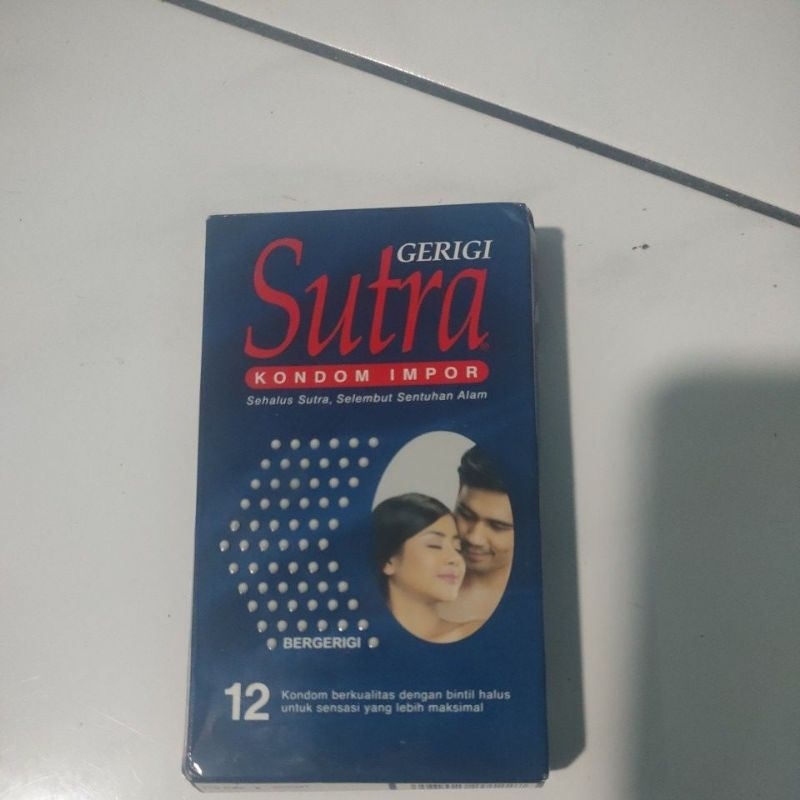 GERIGI
Sutra
KONDOM IMPOR
Sehalus Sutra, Selembut Sentuhan Alam
BERGERIGI
12
Kondom berkualitas dengan bintil halus
untuk sensasi yang lebih maksimal